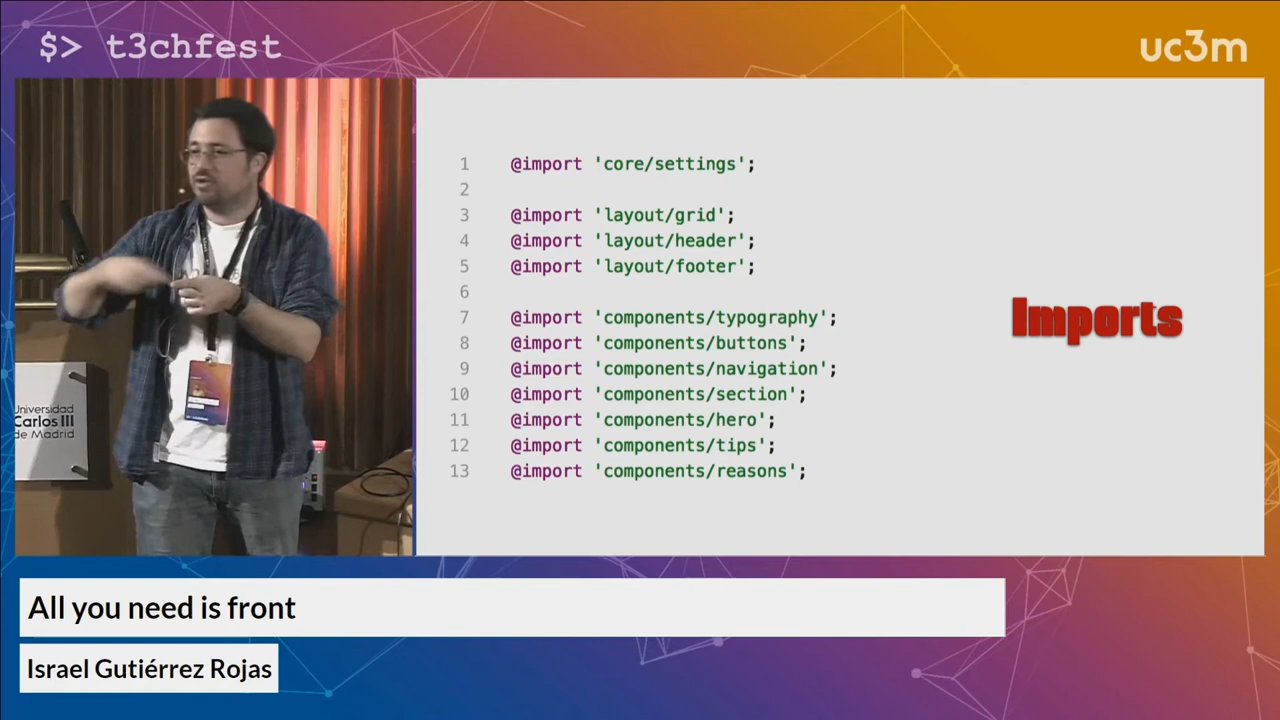 $> t3chfest
uc3m
Universidad
Carlos III
de Madrid
1 @import 'core/settings';
2
3 @import 'layout/grid';
4 @import 'layout/header';
5 @import 'layout/footer';
6
7 @import 'components/typography';
8 @import 'components/buttons';
9 @import 'components/navigation';
10 @import 'components/section';
11 @import 'components/hero';
12 @import 'components/tips';
13 @import 'components/reasons';
Imports
All you need is front
Israel Gutiérrez Rojas